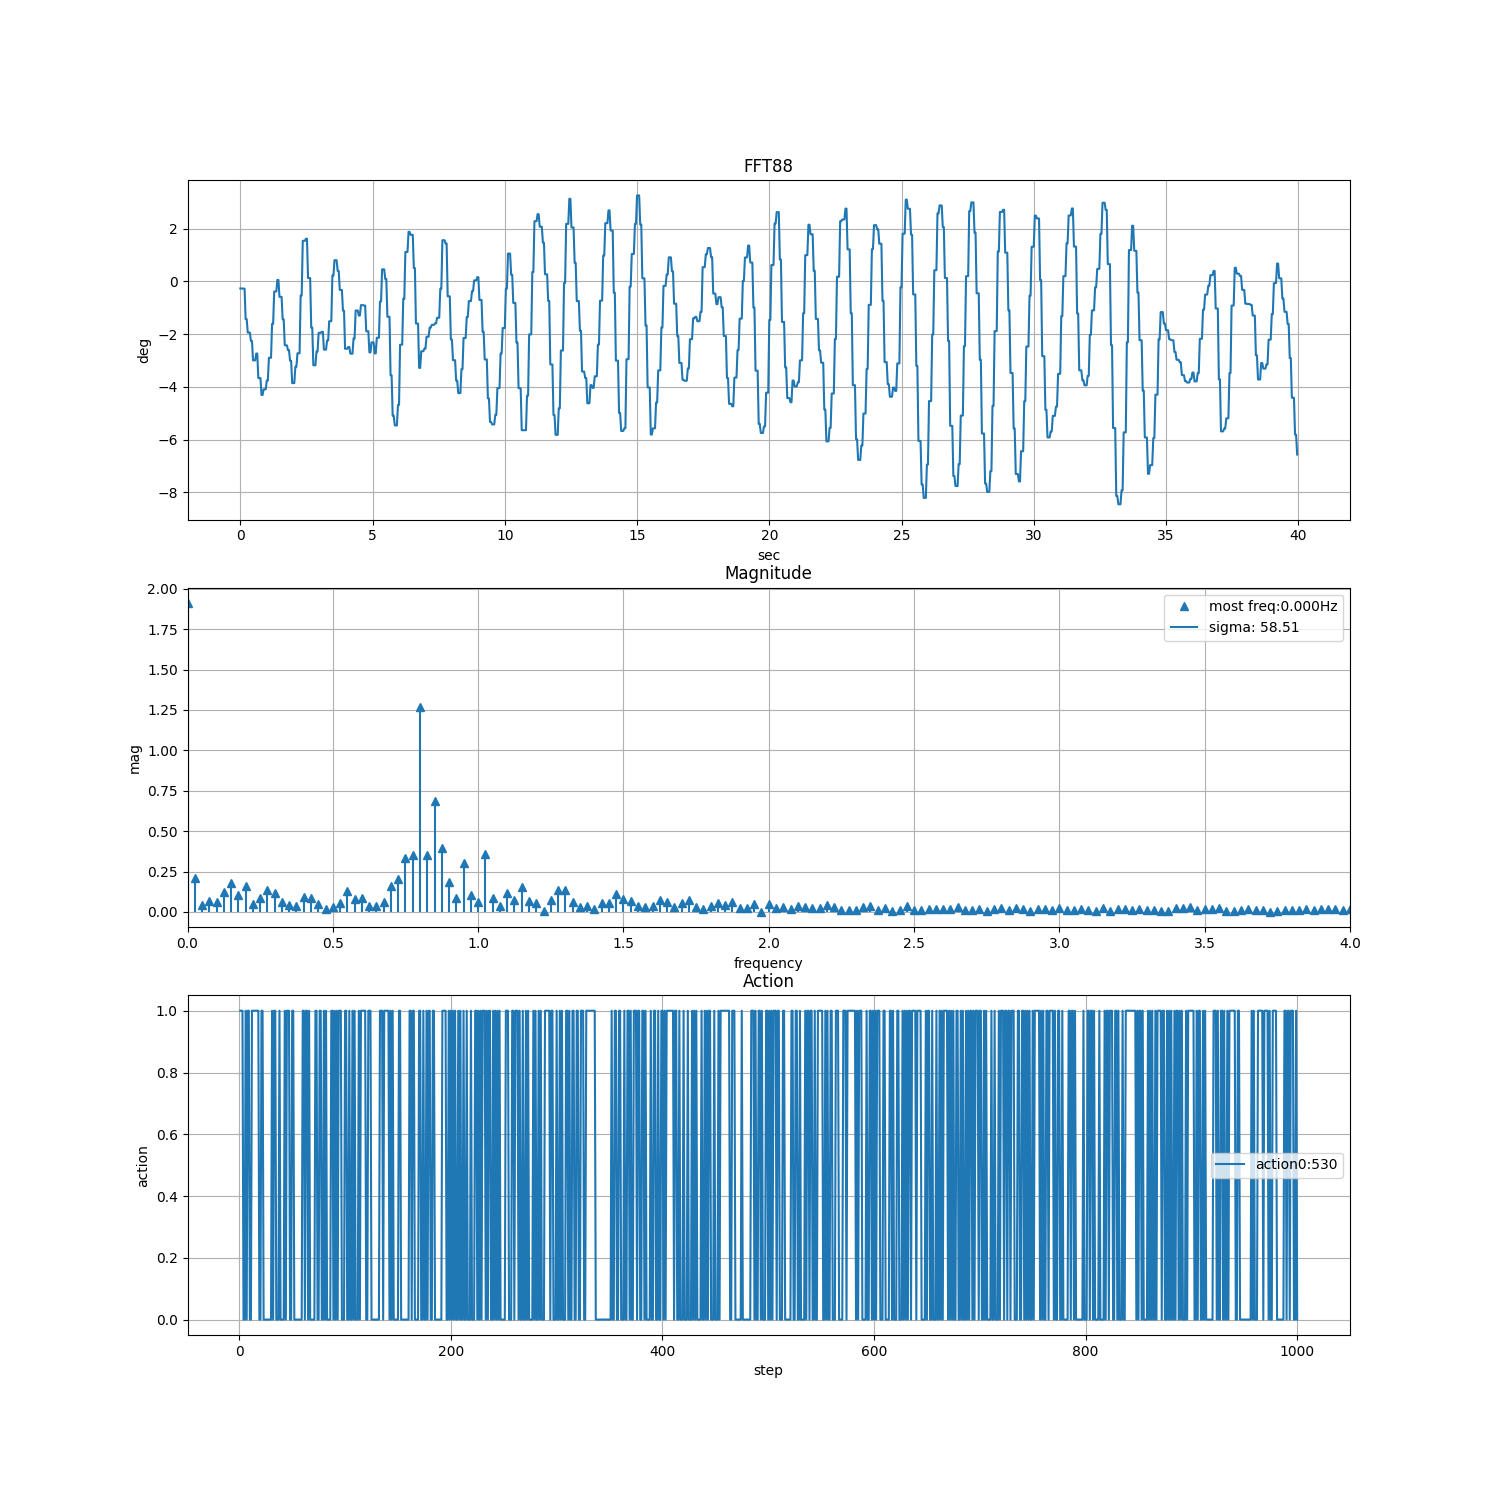 FFT88
deg
2
0
−2
−4
−6
−8
0 5 10 15 20 25 30 35 40
sec
Magnitude
mag
2.00
1.75
1.50
1.25
1.00
0.75
0.50
0.25
0.00
most freq:0.000Hz
sigma: 58.51
0.0 0.5 1.0 1.5 2.0 2.5 3.0 3.5 4.0
frequency
Action
action
1.0
0.8
0.6
0.4
0.2
0.0
action0:530
0 200 400 600 800 1000
step